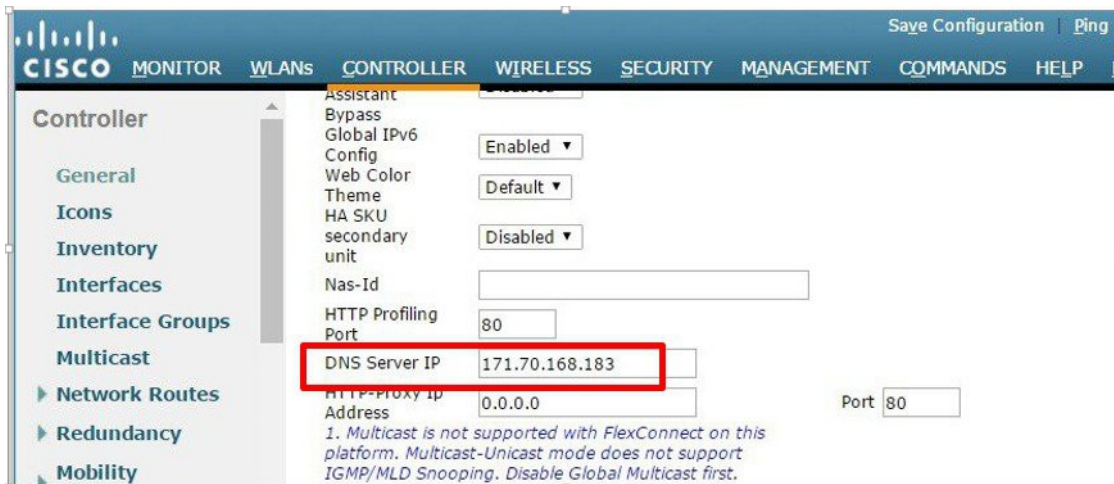 Save Configuration | Ping
CISCO MONITOR WLANs CONTROLLER WIRELESS SECURITY MANAGEMENT COMMANDS HELP
Controller
General
Icons
Inventory
Interfaces
Interface Groups
Multicast
Network Routes
Redundancy
Mobility
Assistant
Bypass
Global IPv6
Config
Enabled
Web Color
Theme
Default
HA SKU
secondary
unit
Disabled
Nas-Id
HTTP Profiling
Port
80
DNS Server IP 171.70.168.183
HTTP-Proxy Ip
Address
0.0.0.0
Port 80
1. Multicast is not supported with FlexConnect on this
platform. Multicast-Unicast mode does not support
IGMP/MLD Snooping. Disable Global Multicast first.